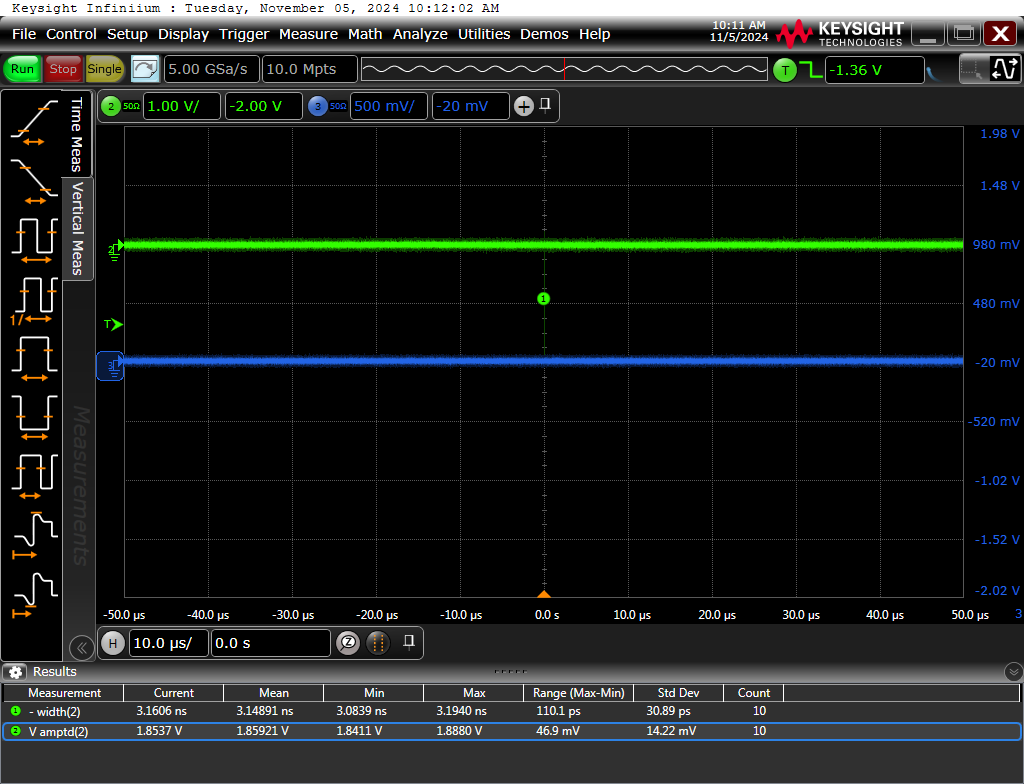 Keysight Infiniium : Tuesday, November 05, 2024 10:12:02 AM
File Control Setup Display Trigger Measure Math Analyze Utilities Demos Help
10:11 AM
11/5/2024
KEYSIGHT
TECHNOLOGIES
Run Stop Single 5.00 GSa/s 10.0 Mpts T -1.36 V
2 50Ω 1.00 V/ -2.00 V 3 50Ω 500 mV/ -20 mV
Time Meas
Vertical Meas
Measurements
1/
1.98 V
1.48 V
2
980 mV
1
480 mV
T
3
-20 mV
-520 mV
-1.02 V
-1.52 V
-2.02 V
-50.0 µs -40.0 µs -30.0 µs -20.0 µs -10.0 µs 0.0 s 10.0 µs 20.0 µs 30.0 µs 40.0 µs 50.0 µs 3
H 10.0 µs/ 0.0 s Z
Results
Measurement Current Mean Min Max Range (Max-Min) Std Dev Count
1 - width(2) 3.1606 ns 3.14891 ns 3.0839 ns 3.1940 ns 110.1 ps 30.89 ps 10
2 V amptd(2) 1.8537 V 1.85921 V 1.8411 V 1.8880 V 46.9 mV 14.22 mV 10